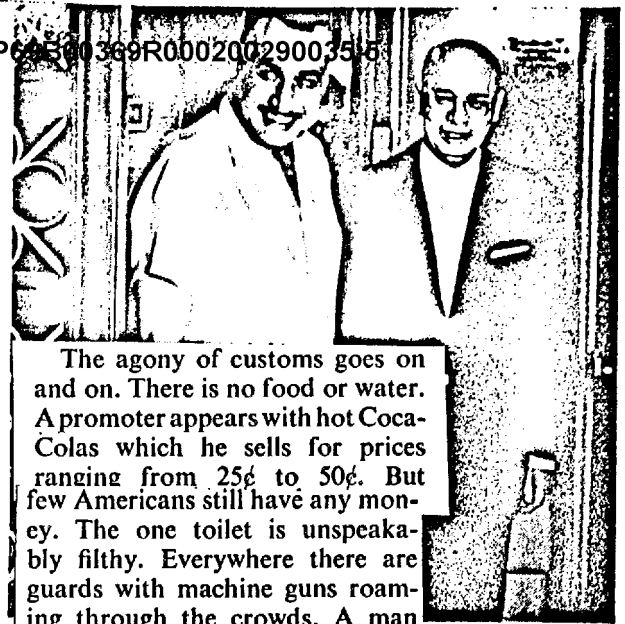 P69B00369R000200290035-5
The agony of customs goes on
and on. There is no food or water.
A promoter appears with hot Coca-
Colas which he sells for prices
ranging from 25¢ to 50¢. But
few Americans still have any mon-
ey. The one toilet is unspeaka-
bly filthy. Everywhere there are
guards with machine guns roam-
ing through the crowds. A man